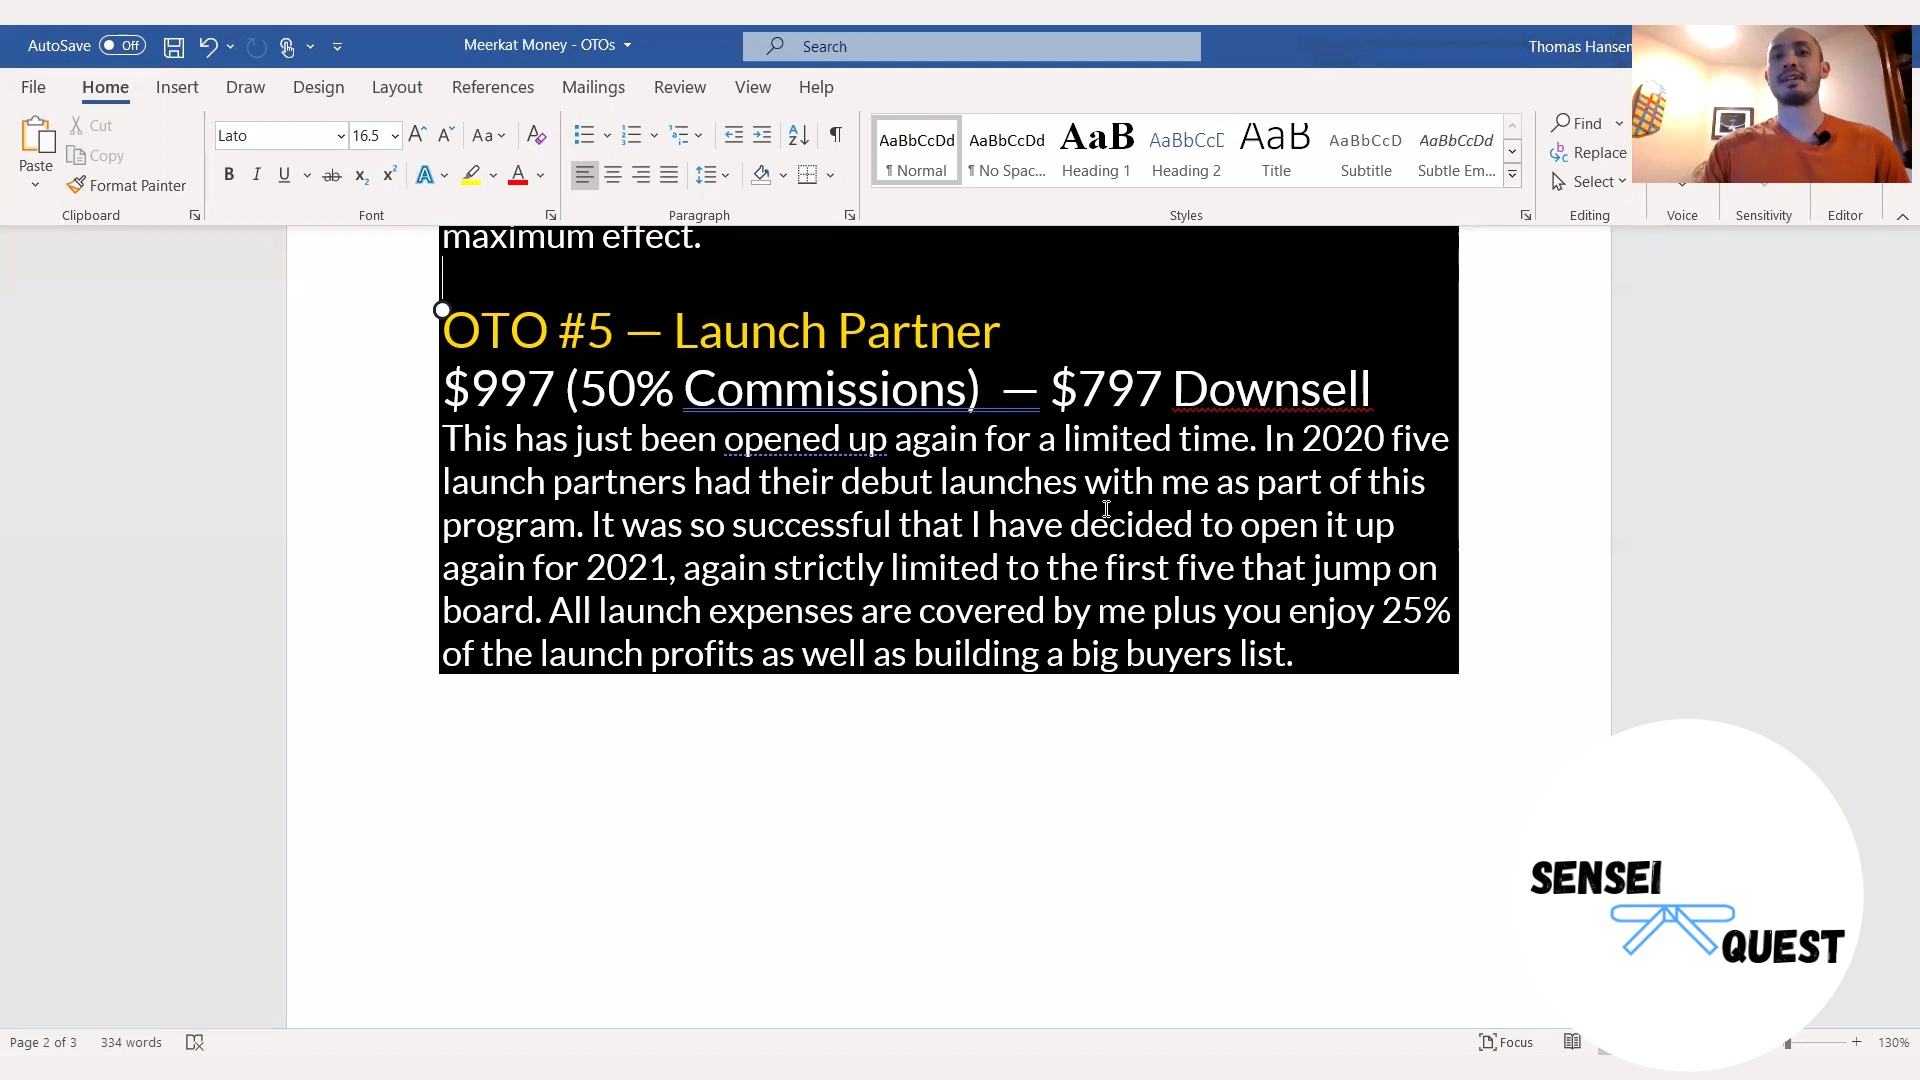 AutoSave Off
Meerkat Money - OTOs
Search
Thomas Hansen
File Home Insert Draw Design Layout References Mailings Review View Help
Paste
Cut
Copy
Format Painter
Clipboard
Lato 16.5
Aa
B I U ab x₂ x² A A
Font
Paragraph
AaBbCcDd
¶ Normal
AaBbCcDd
¶ No Spac...
AaB
Heading 1
AaBbCcD
Heading 2
AaB
Title
AaBbCcD
Subtitle
AaBbCcDd
Subtle Em...
Styles
Find
Replace
Select
Editing
Voice
Sensitivity
Editor
maximum effect.
OTO #5 — Launch Partner
$997 (50% Commissions) — $797 Downsell
This has just been opened up again for a limited time. In 2020 five
launch partners had their debut launches with me as part of this
program. It was so successful that I have decided to open it up
again for 2021, again strictly limited to the first five that jump on
board. All launch expenses are covered by me plus you enjoy 25%
of the launch profits as well as building a big buyers list.
SENSEI
QUEST
Page 2 of 3 334 words
Focus
130%